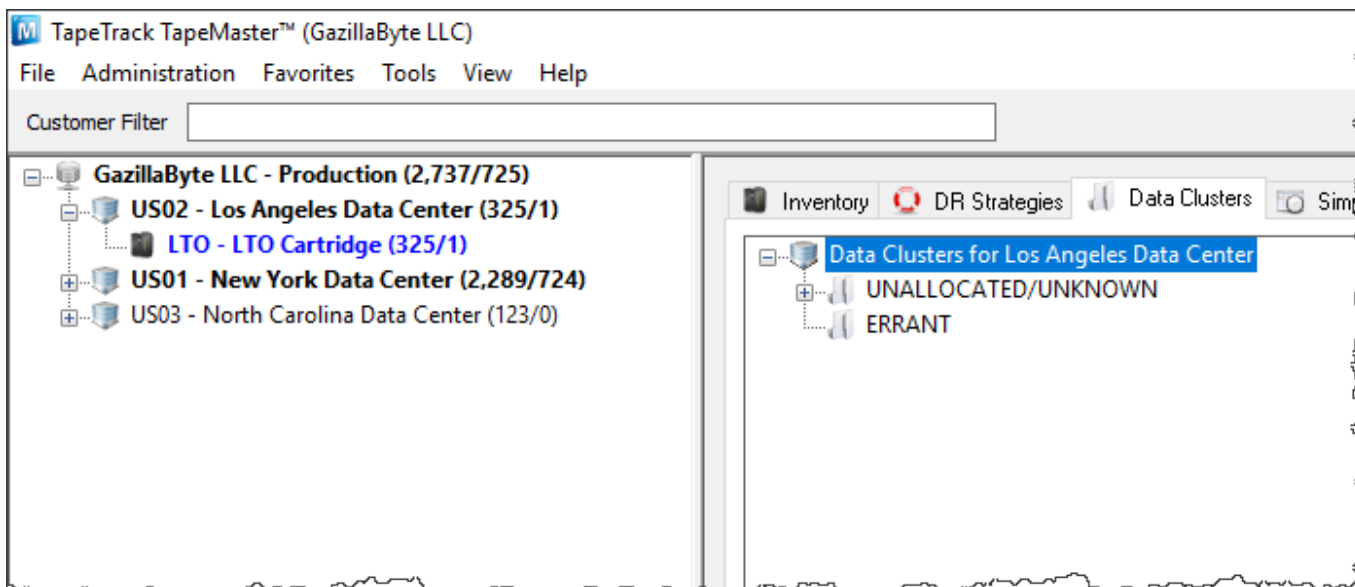 TapeTrack TapeMaster™ (GazillaByte LLC)
File Administration Favorites Tools View Help
Customer Filter
GazillaByte LLC - Production (2,737/725)
US02 - Los Angeles Data Center (325/1)
LTO - LTO Cartridge (325/1)
US01 - New York Data Center (2,289/724)
US03 - North Carolina Data Center (123/0)
Inventory DR Strategies Data Clusters
Data Clusters for Los Angeles Data Center
UNALLOCATED/UNKNOWN
ERRANT